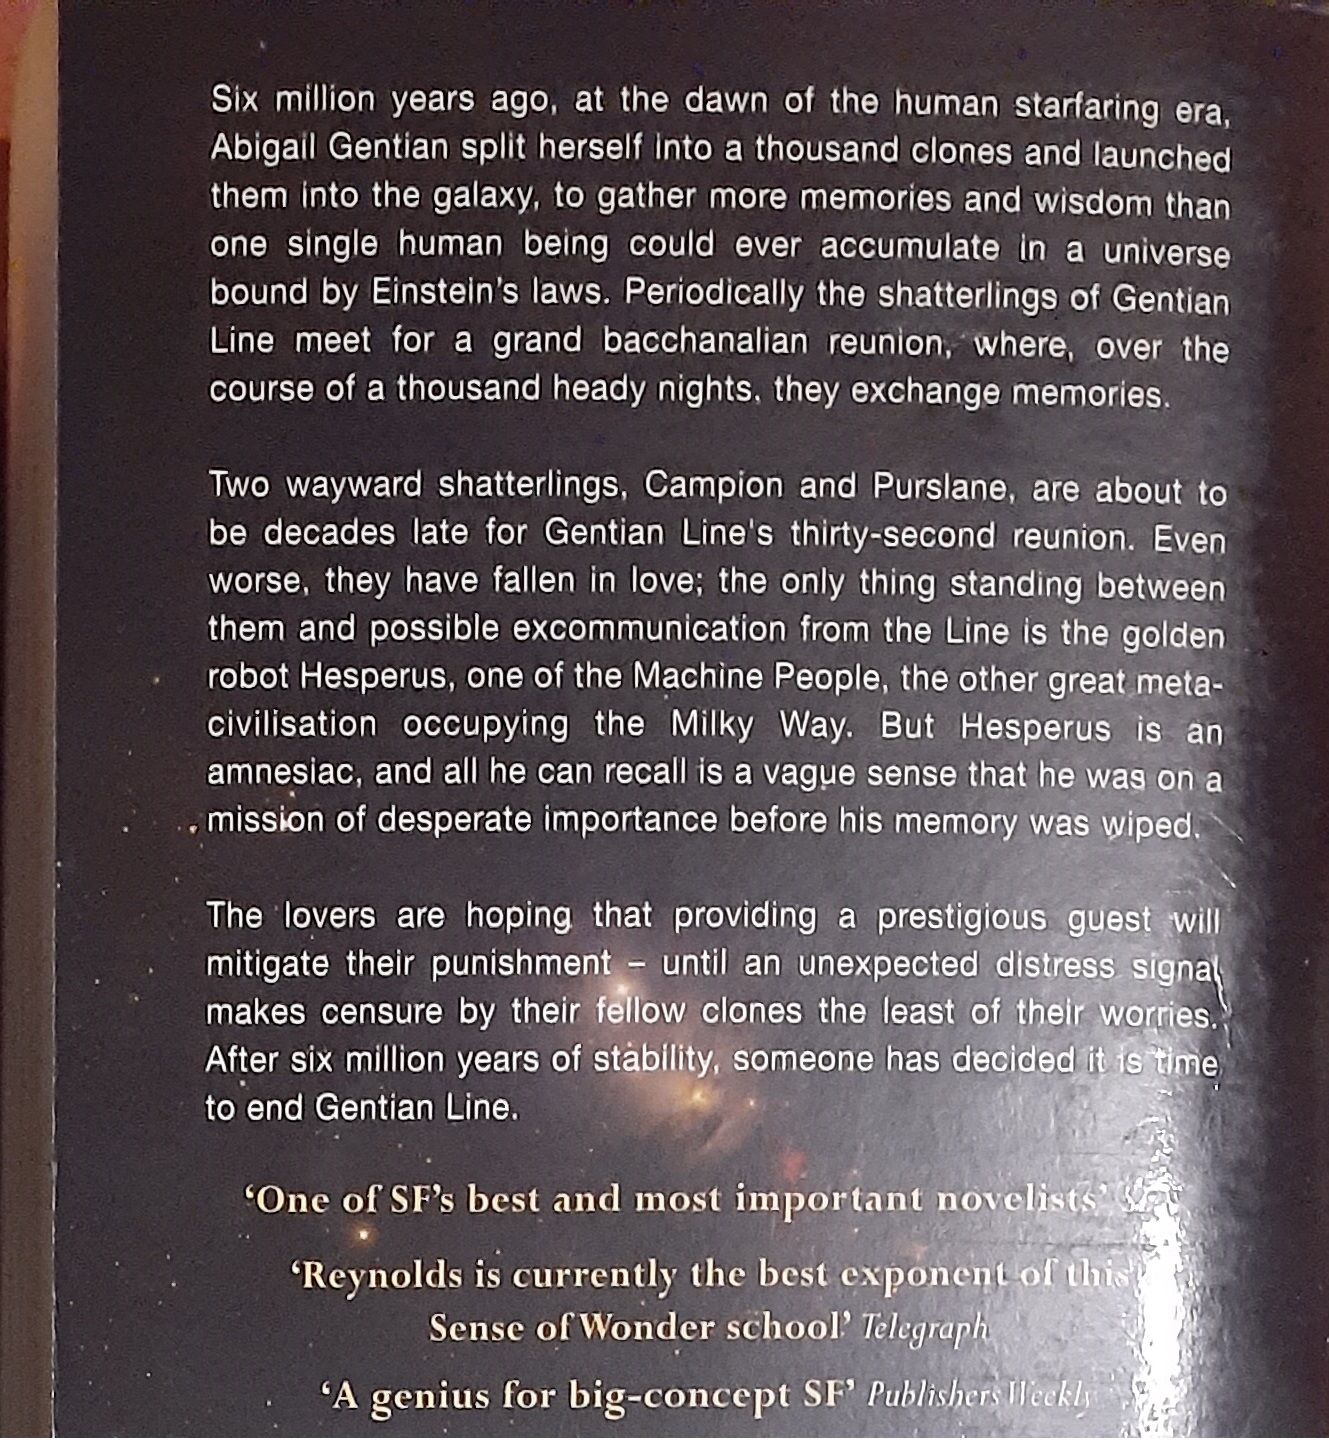 Six million years ago, at the dawn of the human starfaring era,
Abigail Gentian split herself into a thousand clones and launched
them into the galaxy, to gather more memories and wisdom than
one single human being could ever accumulate in a universe
bound by Einstein's laws. Periodically the shatterlings of Gentian
Line meet for a grand bacchanalian reunion, where, over the
course of a thousand heady nights, they exchange memories.
Two wayward shatterlings, Campion and Purslane, are about to
be decades late for Gentian Line's thirty-second reunion. Even
worse, they have fallen in love; the only thing standing between
them and possible excommunication from the Line is the golden
robot Hesperus, one of the Machine People, the other great meta-
civilisation occupying the Milky Way. But Hesperus is an
amnesiac, and all he can recall is a vague sense that he was on a
mission of desperate importance before his memory was wiped.
The lovers are hoping that providing a prestigious guest will
mitigate their punishment – until an unexpected distress signal
makes censure by their fellow clones the least of their worries.
After six million years of stability, someone has decided it is time
to end Gentian Line.
‘One of SF’s best and most important novelists’
‘Reynolds is currently the best exponent of this
Sense of Wonder school’ Telegraph
‘A genius for big-concept SF’ Publishers Weekly